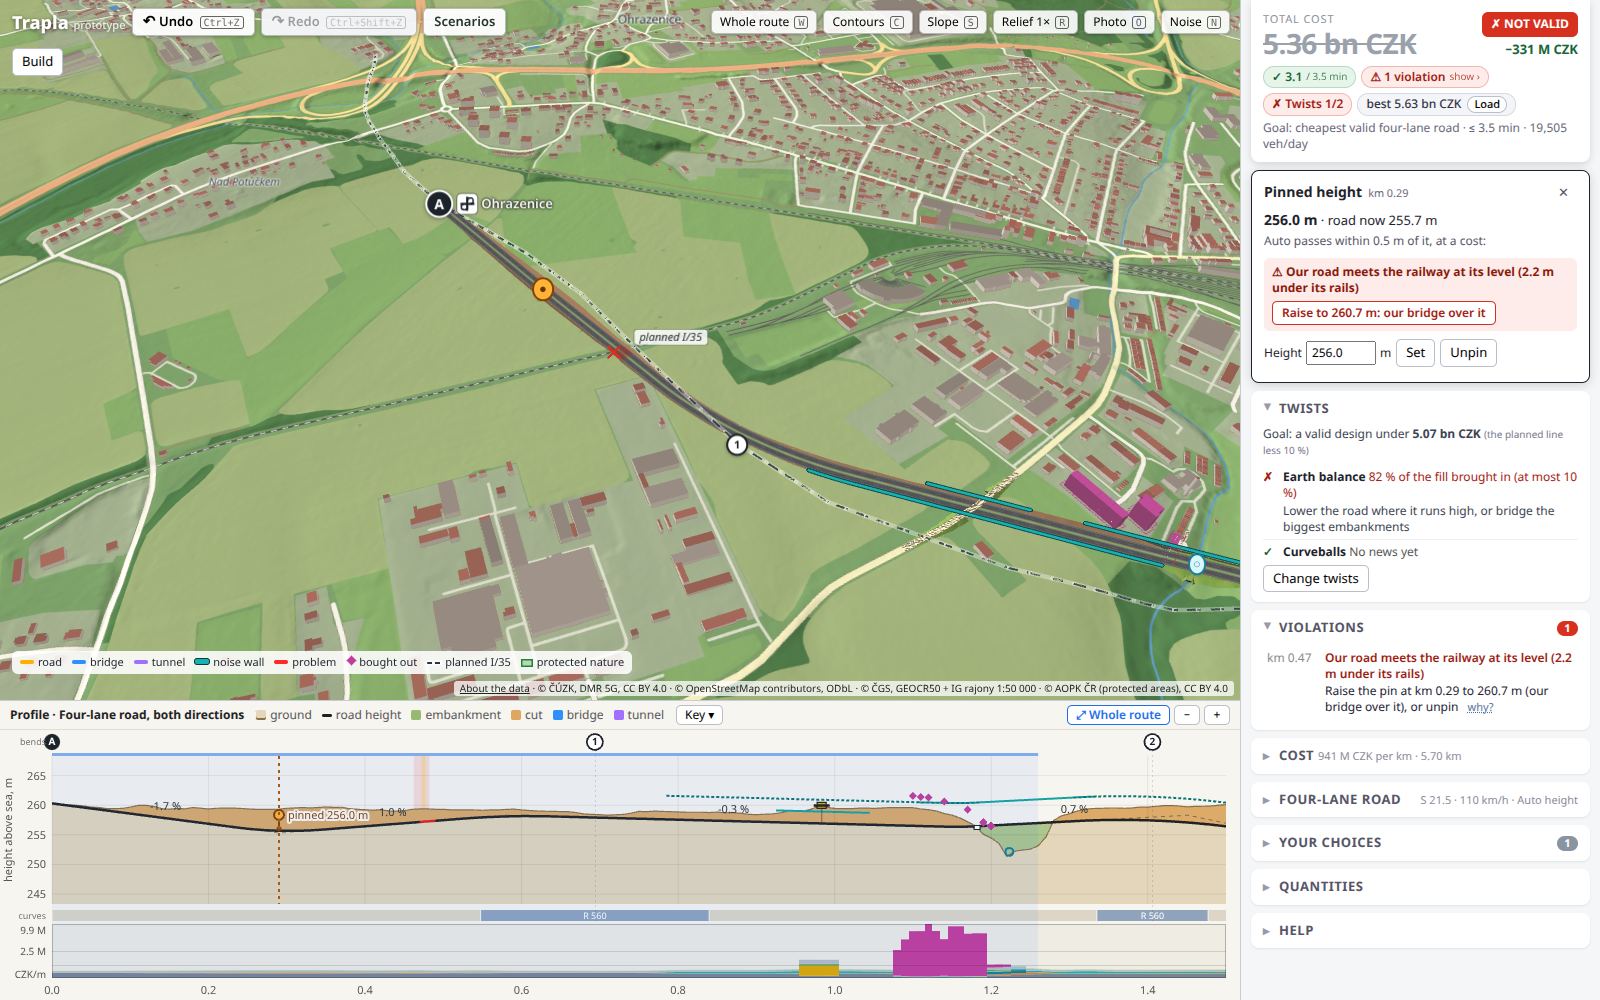 Trapla prototype
↶ Undo Ctrl+Z
↷ Redo Ctrl+Shift+Z
Scenarios
Ohrazenice
Whole route W
Contours C
Slope S
Relief 1× R
Photo O
Noise N
Build
Nad Potůčkem
A
Ohrazenice
planned I/35
1
road
bridge
tunnel
noise wall
problem
bought out
planned I/35
protected nature
About the data · © ČÚZK, DMR 5G, CC BY 4.0 · © OpenStreetMap contributors, ODbL · © ČGS, GEOCR50 + IG rajony 1:50 000 · © AOPK ČR (protected areas), CC BY 4.0
Profile · Four-lane road, both directions
ground
road height
embankment
cut
bridge
tunnel
Key ▾
⤢ Whole route
−
+
bends
A
1
2
height above sea, m
265
260
255
250
245
-1.7 %
pinned 256.0 m
1.0 %
-0.3 %
0.7 %
curves
R 560
R 560
9.9 M
2.5 M
CZK/m
0.0
0.2
0.4
0.6
0.8
1.0
1.2
1.4
TOTAL COST
5.36 bn CZK
✗ NOT VALID
−331 M CZK
✓ 3.1 / 3.5 min
⚠ 1 violation show ›
✗ Twists 1/2
best 5.63 bn CZK Load
Goal: cheapest valid four-lane road · ≤ 3.5 min · 19,505
veh/day
Pinned height km 0.29
✕
256.0 m · road now 255.7 m
Auto passes within 0.5 m of it, at a cost:
⚠ Our road meets the railway at its level (2.2 m
under its rails)
Raise to 260.7 m: our bridge over it
Height 256.0 m Set Unpin
▼ TWISTS
Goal: a valid design under 5.07 bn CZK (the planned line
less 10 %)
✗ Earth balance 82 % of the fill brought in (at most 10
%)
Lower the road where it runs high, or bridge the
biggest embankments
✓ Curveballs No news yet
Change twists
▼ VIOLATIONS 1
km 0.47 Our road meets the railway at its level (2.2
m under its rails)
Raise the pin at km 0.29 to 260.7 m (our
bridge over it), or unpin why?
▶ COST 941 M CZK per km · 5.70 km
▶ FOUR-LANE ROAD S 21.5 · 110 km/h · Auto height
▶ YOUR CHOICES 1
▶ QUANTITIES
▶ HELP